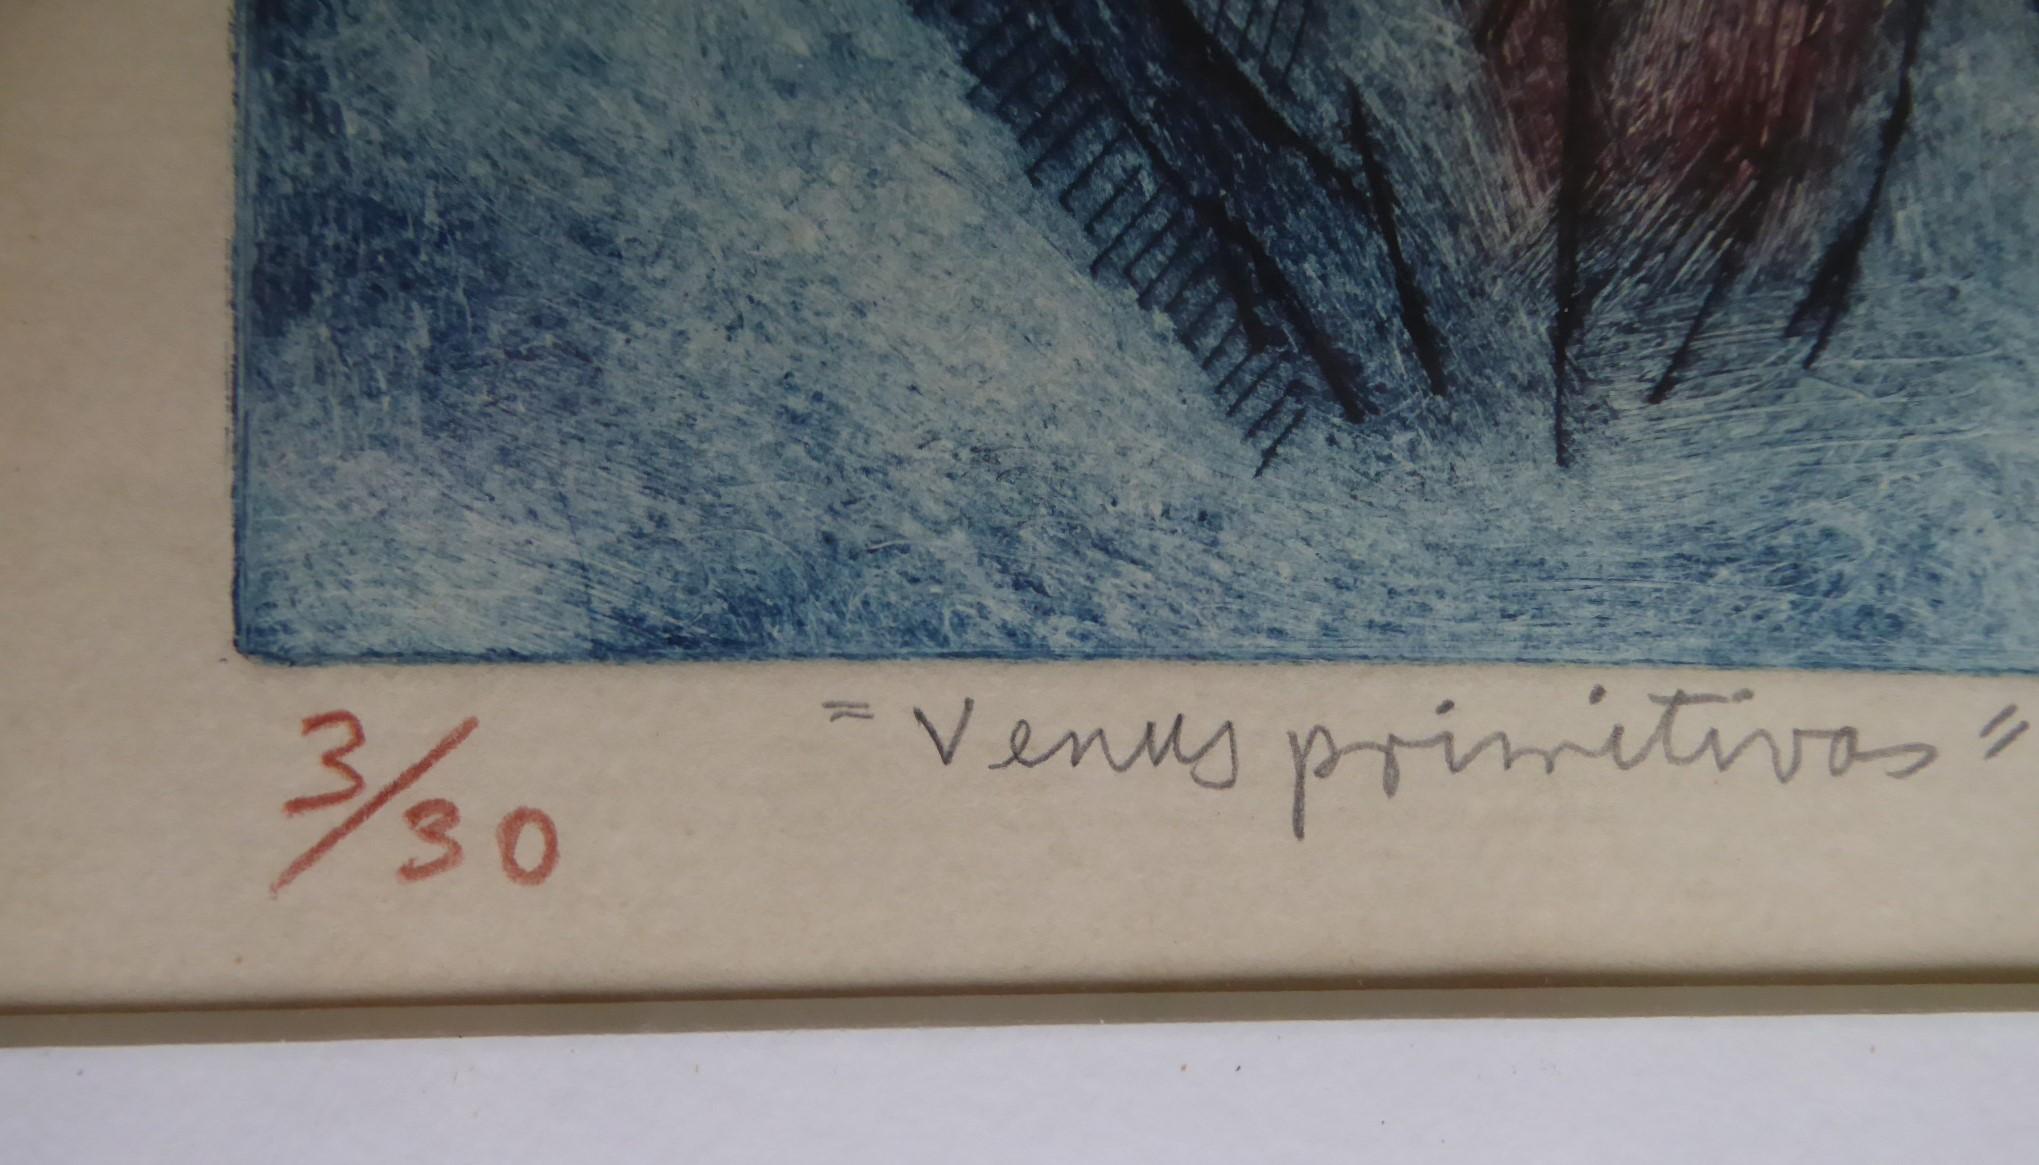 3/30 "Venus primitivas"